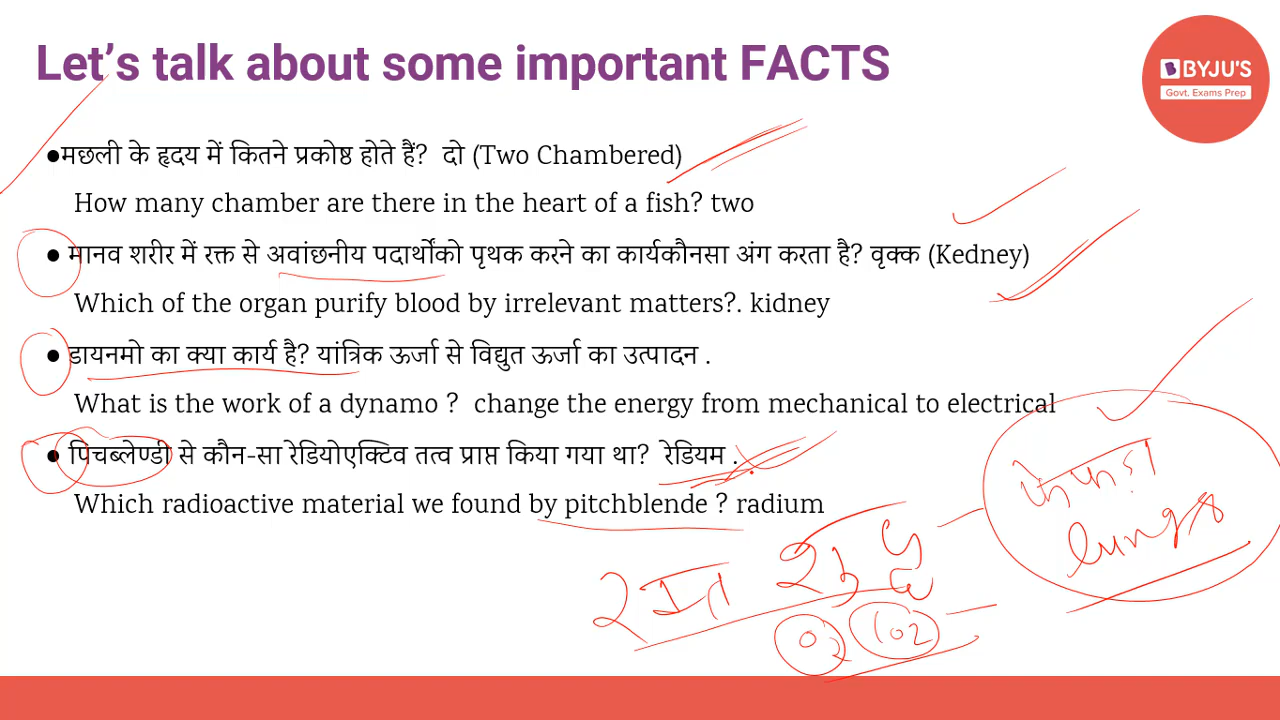 Let's talk about some important FACTS
BYJU'S
Govt. Exams Prep
●मछली के हृदय में कितने प्रकोष्ठ होते हैं? दो (Two Chambered)
How many chamber are there in the heart of a fish? two
● मानव शरीर में रक्त से अवांछनीय पदार्थोंको पृथक करने का कार्यकौनसा अंग करता है? वृक्क (Kedney)
Which of the organ purify blood by irrelevant matters?. kidney
● डायनमो का क्या कार्य है? यांत्रिक ऊर्जा से विद्युत ऊर्जा का उत्पादन .
What is the work of a dynamo ? change the energy from mechanical to electrical
● पिचब्लेण्डी से कौन-सा रेडियोएक्टिव तत्व प्राप्त किया गया था? रेडियम .
Which radioactive material we found by pitchblende ? radium
फेफड़ा
lungs
रक्त शुद्ध
O2 CO2